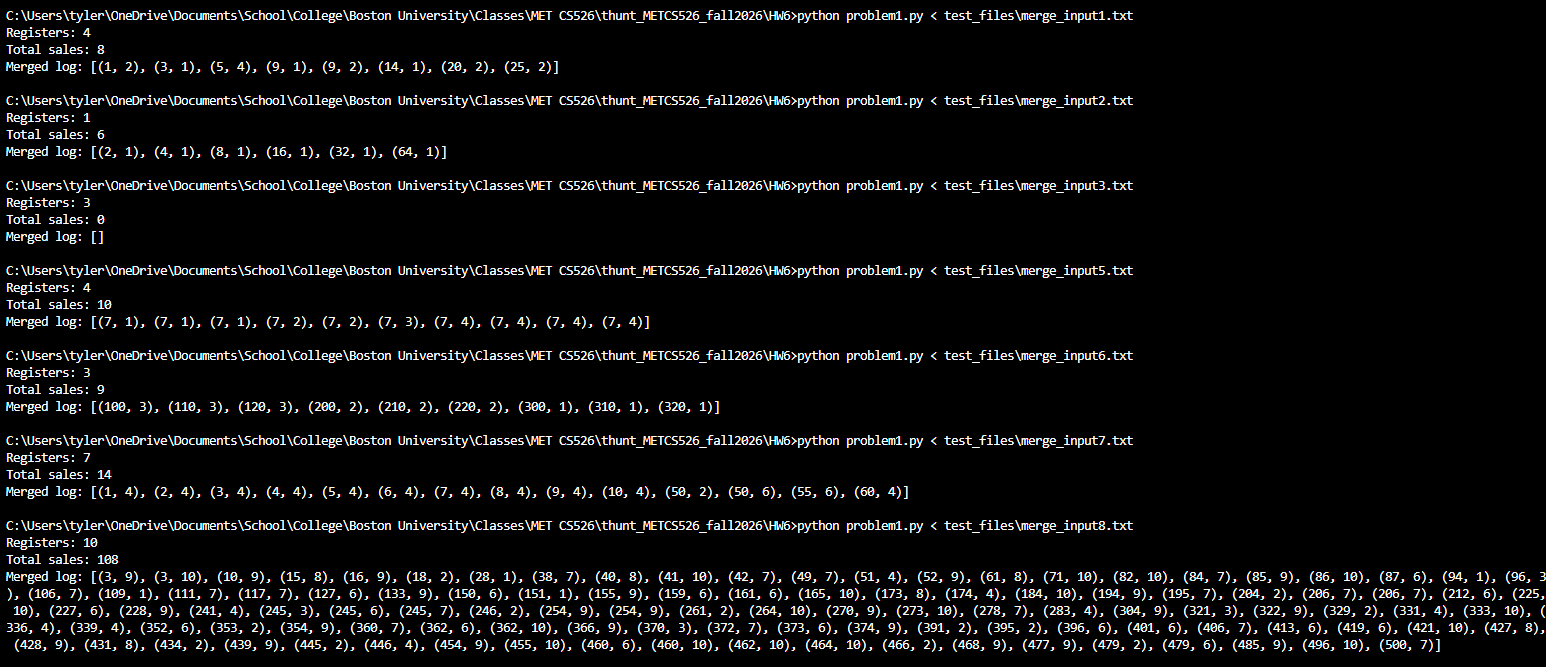 C:\Users\tyler\OneDrive\Documents\School\College\Boston University\Classes\MET CS526\thunt_METCS526_fall2026\HW6>python problem1.py < test_files\merge_input1.txt
Registers: 4
Total sales: 8
Merged log: [(1, 2), (3, 1), (5, 4), (9, 1), (9, 2), (14, 1), (20, 2), (25, 2)]
C:\Users\tyler\OneDrive\Documents\School\College\Boston University\Classes\MET CS526\thunt_METCS526_fall2026\HW6>python problem1.py < test_files\merge_input2.txt
Registers: 1
Total sales: 6
Merged log: [(2, 1), (4, 1), (8, 1), (16, 1), (32, 1), (64, 1)]
C:\Users\tyler\OneDrive\Documents\School\College\Boston University\Classes\MET CS526\thunt_METCS526_fall2026\HW6>python problem1.py < test_files\merge_input3.txt
Registers: 3
Total sales: 0
Merged log: []
C:\Users\tyler\OneDrive\Documents\School\College\Boston University\Classes\MET CS526\thunt_METCS526_fall2026\HW6>python problem1.py < test_files\merge_input5.txt
Registers: 4
Total sales: 10
Merged log: [(7, 1), (7, 1), (7, 1), (7, 2), (7, 2), (7, 3), (7, 4), (7, 4), (7, 4), (7, 4)]
C:\Users\tyler\OneDrive\Documents\School\College\Boston University\Classes\MET CS526\thunt_METCS526_fall2026\HW6>python problem1.py < test_files\merge_input6.txt
Registers: 3
Total sales: 9
Merged log: [(100, 3), (110, 3), (120, 3), (200, 2), (210, 2), (220, 2), (300, 1), (310, 1), (320, 1)]
C:\Users\tyler\OneDrive\Documents\School\College\Boston University\Classes\MET CS526\thunt_METCS526_fall2026\HW6>python problem1.py < test_files\merge_input7.txt
Registers: 7
Total sales: 14
Merged log: [(1, 4), (2, 4), (3, 4), (4, 4), (5, 4), (6, 4), (7, 4), (8, 4), (9, 4), (10, 4), (50, 2), (50, 6), (55, 6), (60, 4)]
C:\Users\tyler\OneDrive\Documents\School\College\Boston University\Classes\MET CS526\thunt_METCS526_fall2026\HW6>python problem1.py < test_files\merge_input8.txt
Registers: 10
Total sales: 108
Merged log: [(3, 9), (3, 10), (10, 9), (15, 8), (16, 9), (18, 2), (28, 1), (38, 7), (40, 8), (41, 10), (42, 7), (49, 7), (51, 4), (52, 9), (61, 8), (71, 10), (82, 10), (84, 7), (85, 9), (86, 10), (87, 6), (94, 1), (96, 3
), (106, 7), (109, 1), (111, 7), (117, 7), (127, 6), (133, 9), (150, 6), (151, 1), (155, 9), (159, 6), (161, 6), (165, 10), (173, 8), (174, 4), (184, 10), (194, 9), (195, 7), (204, 2), (206, 7), (206, 7), (212, 6), (225,
10), (227, 6), (228, 9), (241, 4), (245, 3), (245, 6), (245, 7), (246, 2), (254, 9), (254, 9), (261, 2), (264, 10), (270, 9), (273, 10), (278, 7), (283, 4), (304, 9), (321, 3), (322, 9), (329, 2), (331, 4), (333, 10), (
336, 4), (339, 4), (352, 6), (353, 2), (354, 9), (360, 7), (362, 6), (362, 10), (366, 9), (370, 3), (372, 7), (373, 6), (374, 9), (391, 2), (395, 2), (396, 6), (401, 6), (406, 7), (413, 6), (419, 6), (421, 10), (427, 8),
(428, 9), (431, 8), (434, 2), (439, 9), (445, 2), (446, 4), (454, 9), (455, 10), (460, 6), (460, 10), (462, 10), (464, 10), (466, 2), (468, 9), (477, 9), (479, 2), (479, 6), (485, 9), (496, 10), (500, 7)]